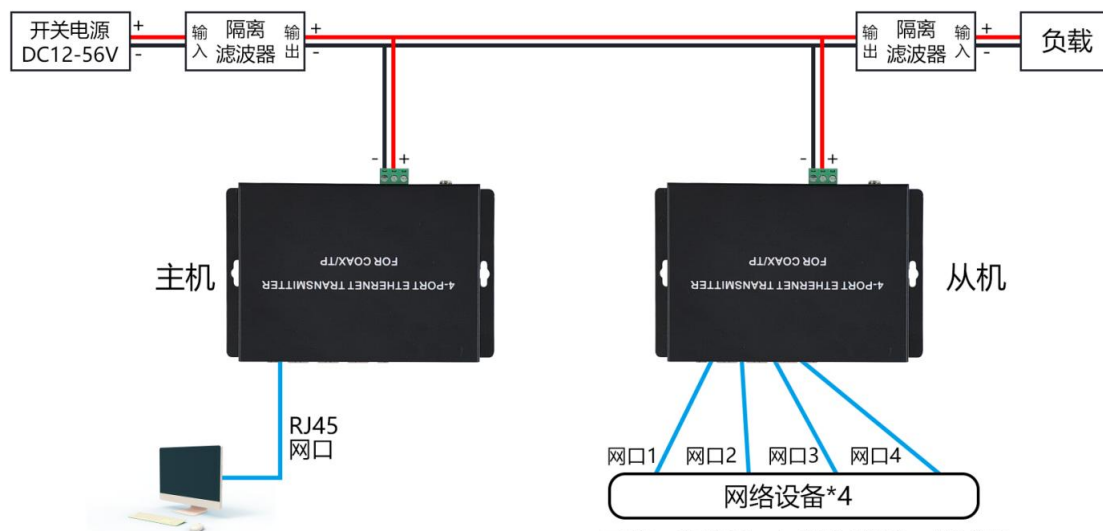 开关电源
DC12-56V
+
-
输入
隔离
滤波器
输出
+
-
输出
隔离
滤波器
输入
+
-
负载
- +
- +
主机
4-PORT ETHERNET TRANSMITTER
FOR COAX/TP
4-PORT ETHERNET TRANSMITTER
FOR COAX/TP
从机
RJ45
网口
网口1
网口2
网口3
网口4
网络设备*4